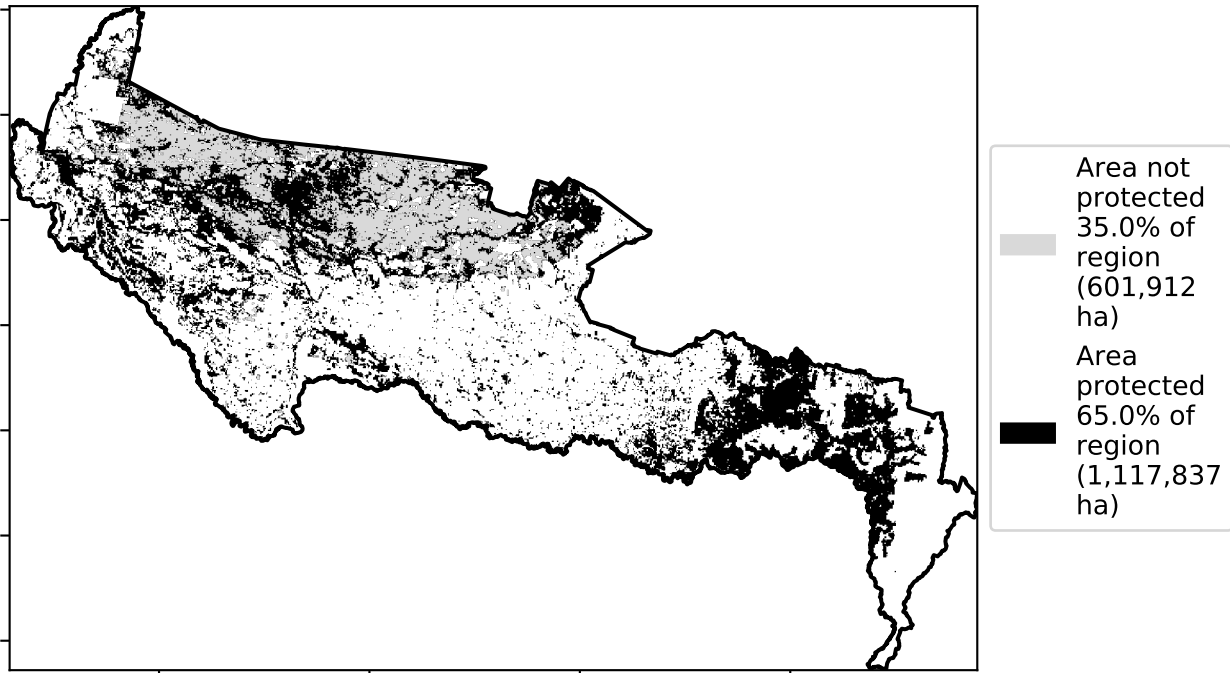 Area not
protected
35.0% of
region
(601,912
ha)
Area
protected
65.0% of
region
(1,117,837
ha)